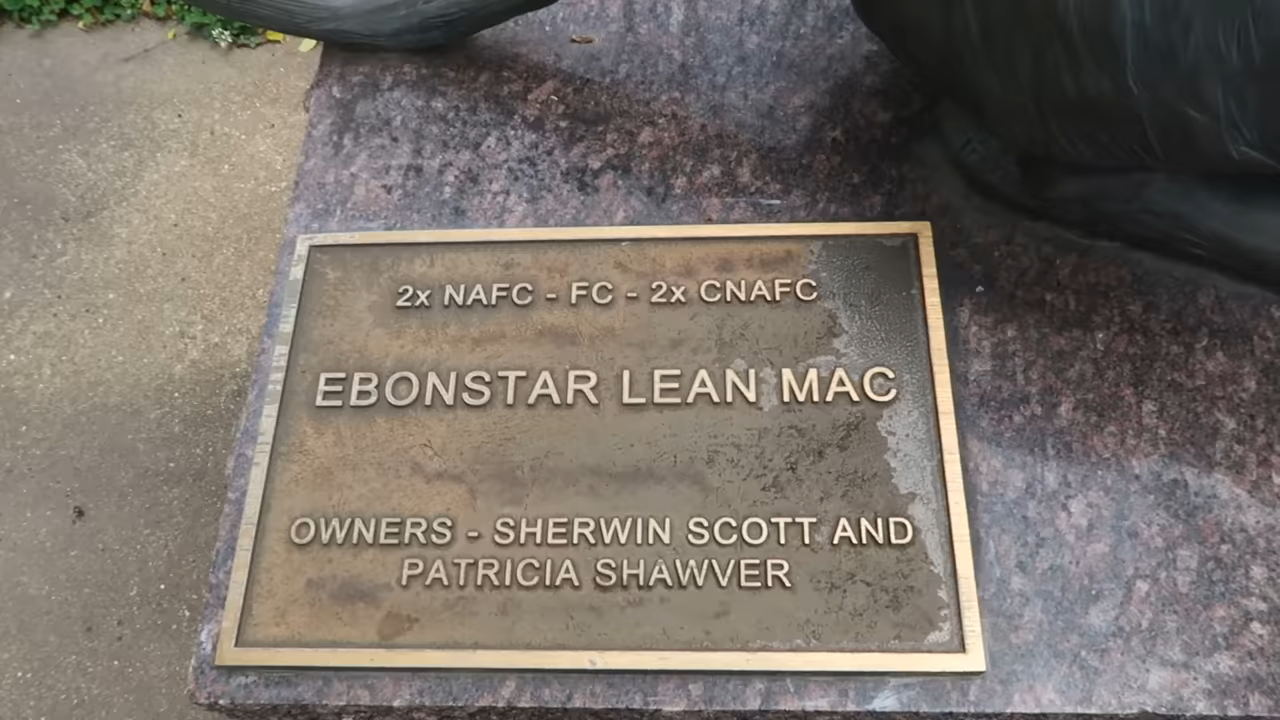 2x NAFC - FC - 2x CNAFC
EBONSTAR LEAN MAC
OWNERS - SHERWIN SCOTT AND
PATRICIA SHAWVER